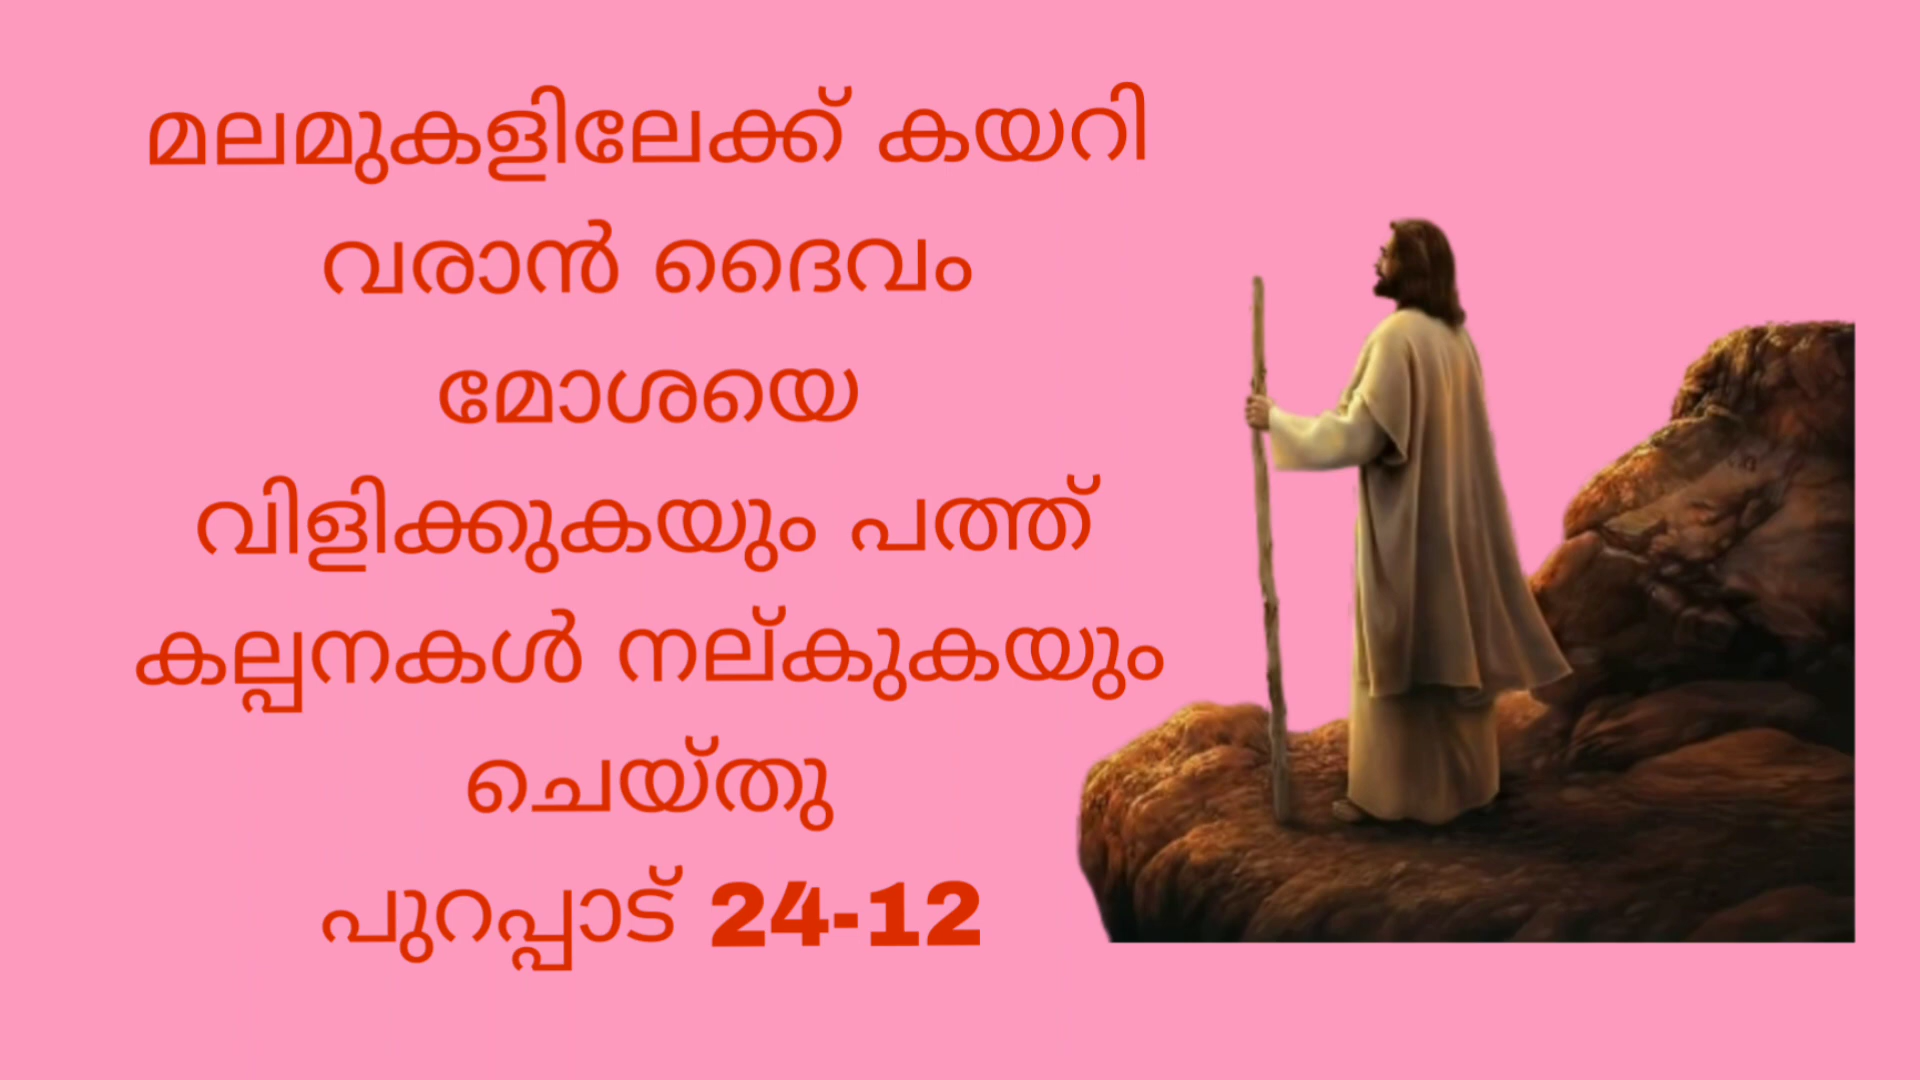 മലമുകളിലേക്ക് കയറി
വരാൻ ദൈവം
മോശയെ
വിളിക്കുകയും പത്ത്
കല്പനകൾ നല്കുകയും
ചെയ്തു
പുറപ്പാട് 24-12